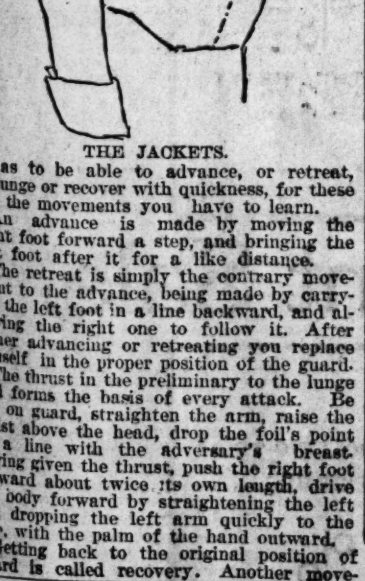 THE JACKETS.
as to be able to advance, or retreat,
unge or recover with quickness, for these
the movements you have to learn.
n advance is made by moving the
ht foot forward a step, and bringing the
foot after it for a like distance.
he retreat is simply the contrary move-
nt to the advance, being made by carry-
the left foot in a line backward, and al-
ing the right one to follow it. After
er advancing or retreating you replace
self in the proper position of the guard.
he thrust in the preliminary to the lunge
forms the basis of every attack. Be
on guard, straighten the arm, raise the
st above the head, drop the foil's point
a line with the adversary's breast.
ing given the thrust, push the right foot
ward about twice its own length, drive
body forward by straightening the left
dropping the left arm quickly to the
, with the palm of the hand outward.
etting back to the original position of
rd is called recovery. Another move-